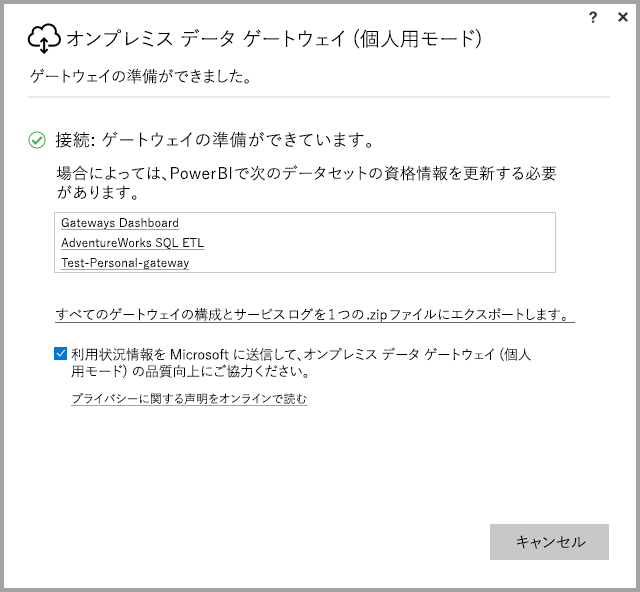 ? ×
オンプレミス データ ゲートウェイ (個人用モード)
ゲートウェイの準備ができました。
接続: ゲートウェイの準備ができています。
場合によっては、PowerBIで次のデータセットの資格情報を更新する必要
があります。
Gateways Dashboard
AdventureWorks SQL ETL
Test-Personal-gateway
すべてのゲートウェイの構成とサービスログを1つの.zipファイルにエクスポートします。
利用状況情報を Microsoft に送信して、オンプレミス データ ゲートウェイ (個人
用モード) の品質向上にご協力ください。
プライバシーに関する声明をオンラインで読む
キャンセル